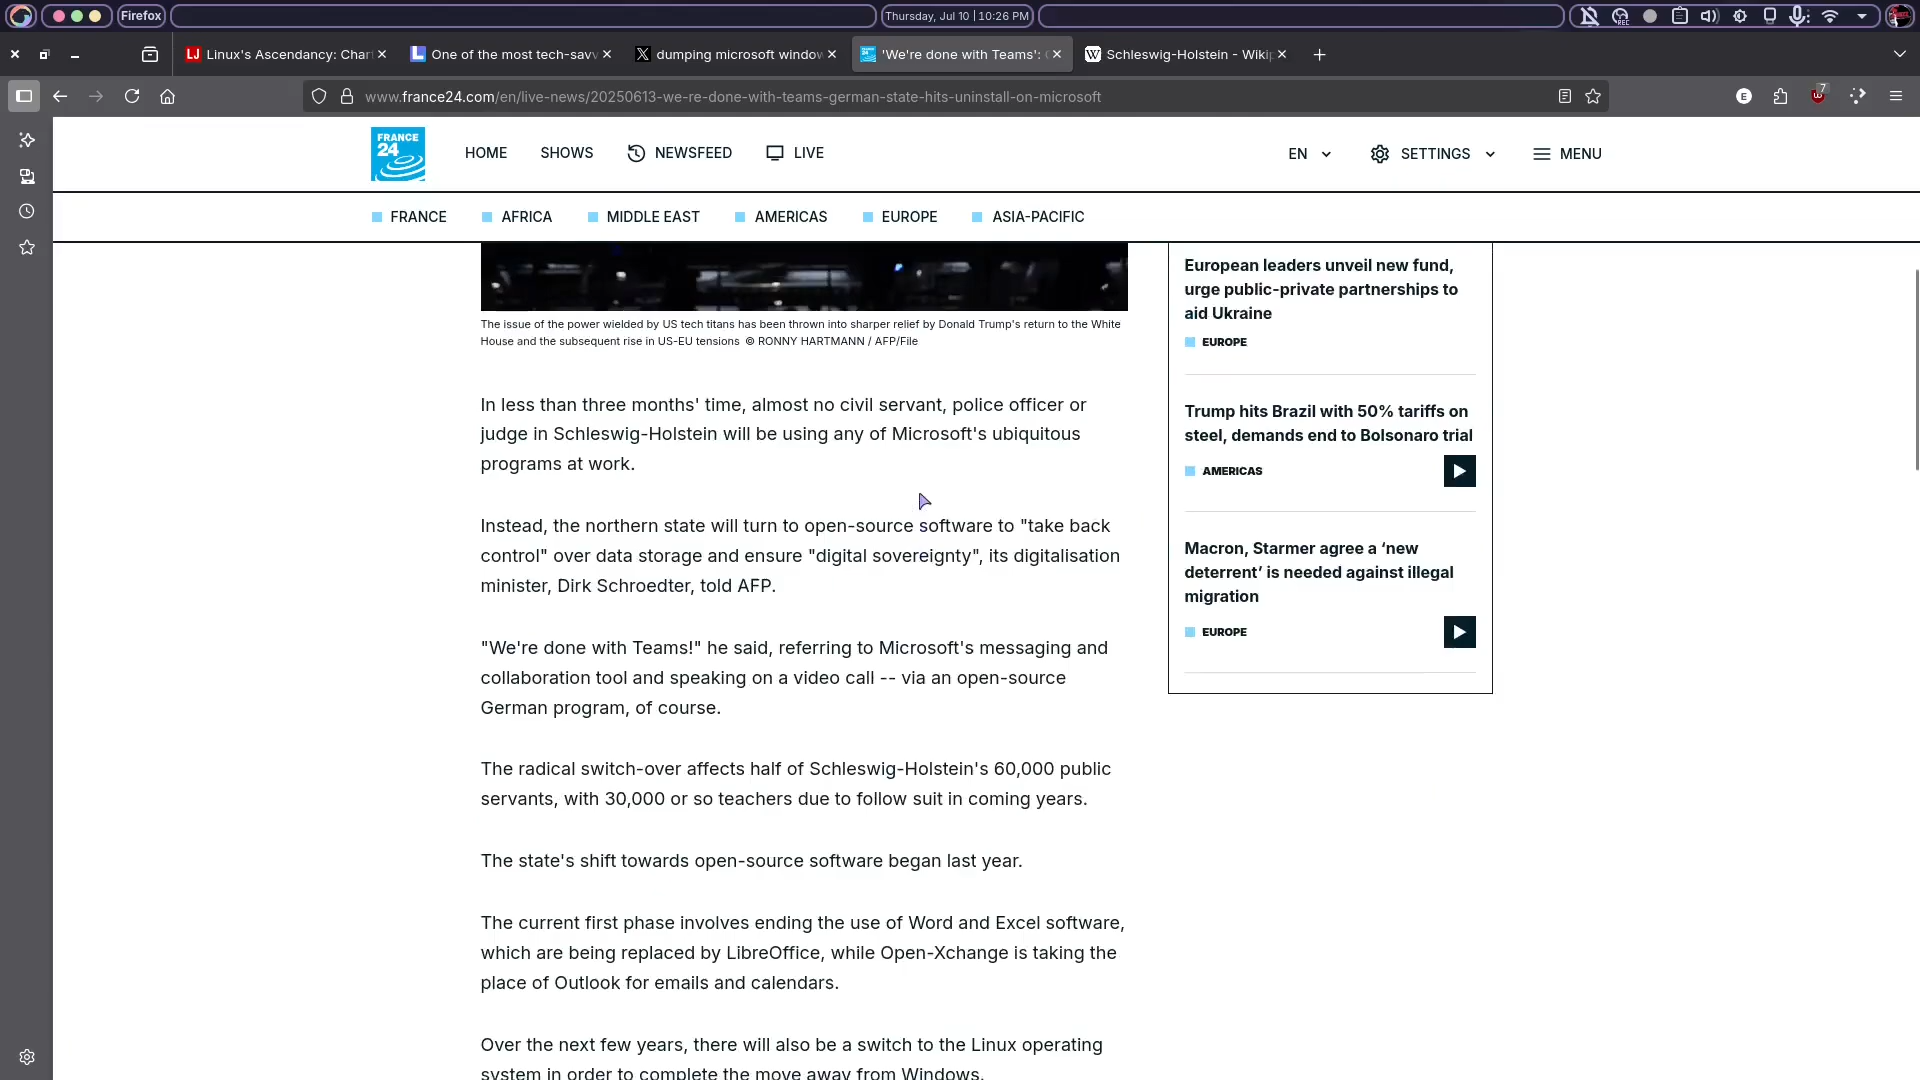 Firefox
Thursday, Jul 10 | 10:26 PM
REC
LJ Linux's Ascendancy: Char
One of the most tech-savv
dumping microsoft window
'We're done with Teams':
W Schleswig-Holstein - Wiki
www.france24.com/en/live-news/20250613-we-re-done-with-teams-german-state-hits-uninstall-on-microsoft
E
7
FRANCE
24
HOME
SHOWS
NEWSFEED
LIVE
EN
SETTINGS
MENU
FRANCE
AFRICA
MIDDLE EAST
AMERICAS
EUROPE
ASIA-PACIFIC
The issue of the power wielded by US tech titans has been thrown into sharper relief by Donald Trump's return to the White
House and the subsequent rise in US-EU tensions © RONNY HARTMANN / AFP/File
In less than three months' time, almost no civil servant, police officer or
judge in Schleswig-Holstein will be using any of Microsoft's ubiquitous
programs at work.
Instead, the northern state will turn to open-source software to "take back
control" over data storage and ensure "digital sovereignty", its digitalisation
minister, Dirk Schroedter, told AFP.
"We're done with Teams!" he said, referring to Microsoft's messaging and
collaboration tool and speaking on a video call -- via an open-source
German program, of course.
The radical switch-over affects half of Schleswig-Holstein's 60,000 public
servants, with 30,000 or so teachers due to follow suit in coming years.
The state's shift towards open-source software began last year.
The current first phase involves ending the use of Word and Excel software,
which are being replaced by LibreOffice, while Open-Xchange is taking the
place of Outlook for emails and calendars.
Over the next few years, there will also be a switch to the Linux operating
system in order to complete the move away from Windows.
European leaders unveil new fund,
urge public-private partnerships to
aid Ukraine
EUROPE
Trump hits Brazil with 50% tariffs on
steel, demands end to Bolsonaro trial
AMERICAS
Macron, Starmer agree a ‘new
deterrent’ is needed against illegal
migration
EUROPE